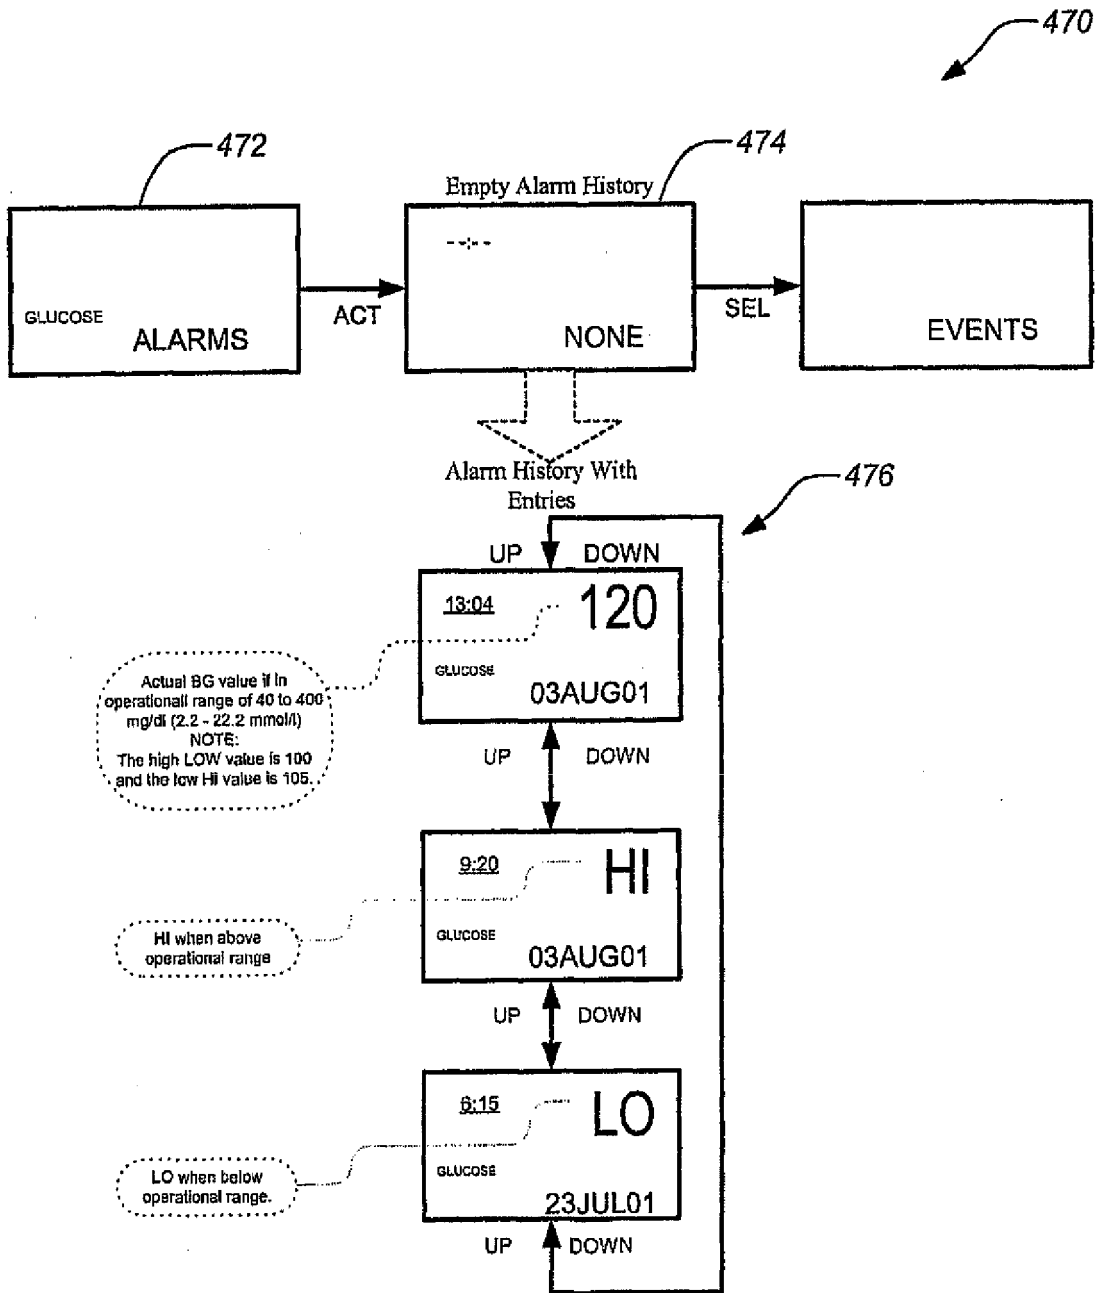 470
472
474
Empty Alarm History
--:--
GLUCOSE
ALARMS
ACT
NONE
SEL
EVENTS
Alarm History With
Entries
476
UP DOWN
13:04
120
GLUCOSE
03AUG01
Actual BG value if in
operationall range of 40 to 400
mg/dl (2.2 - 22.2 mmol/l)
NOTE:
The high LOW value is 100
and the low Hi value is 105.
UP DOWN
9:20
HI
GLUCOSE
03AUG01
HI when above
operational range
UP DOWN
6:15
LO
GLUCOSE
23JUL01
LO when below
operational range.
UP DOWN